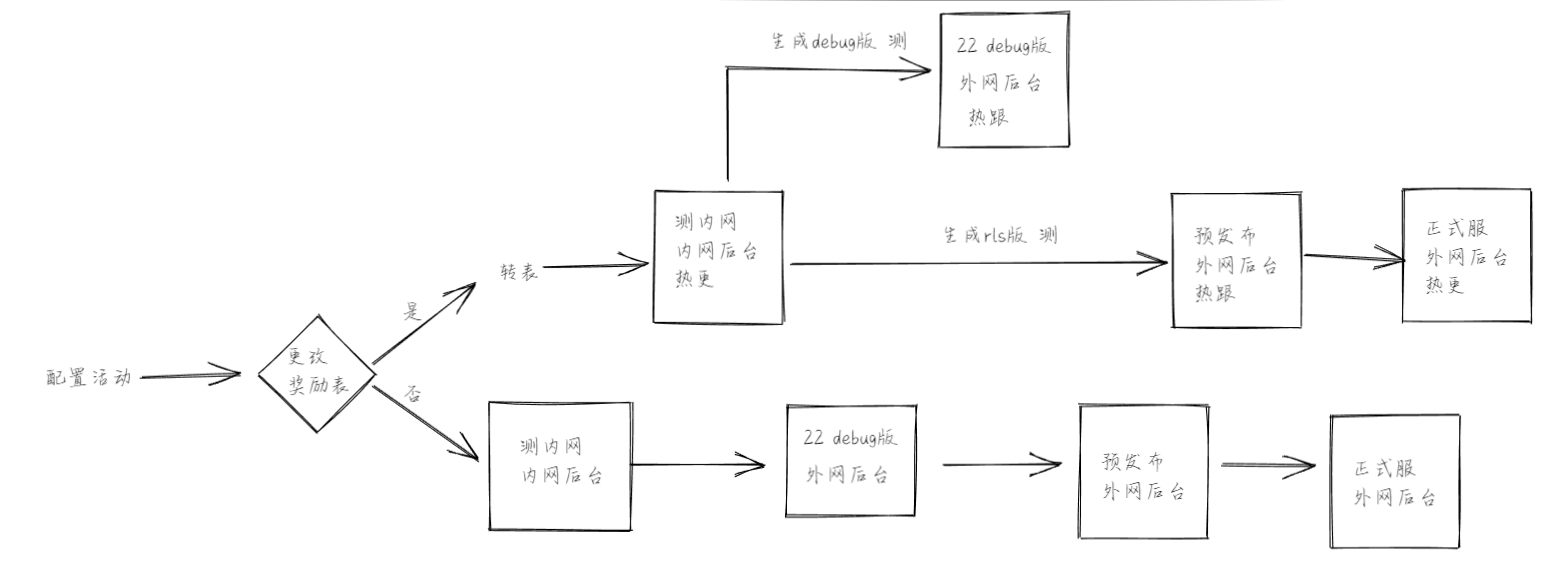 生成debug版 测
22 debug版
外网后台
热跟
测内网
内网后台
热更
生成rls版 测
预发布
外网后台
热跟
正式服
外网后台
热更
转表
是
配置活动
更改
奖励表
否
测内网
内网后台
22 debug版
外网后台
预发布
外网后台
正式服
外网后台